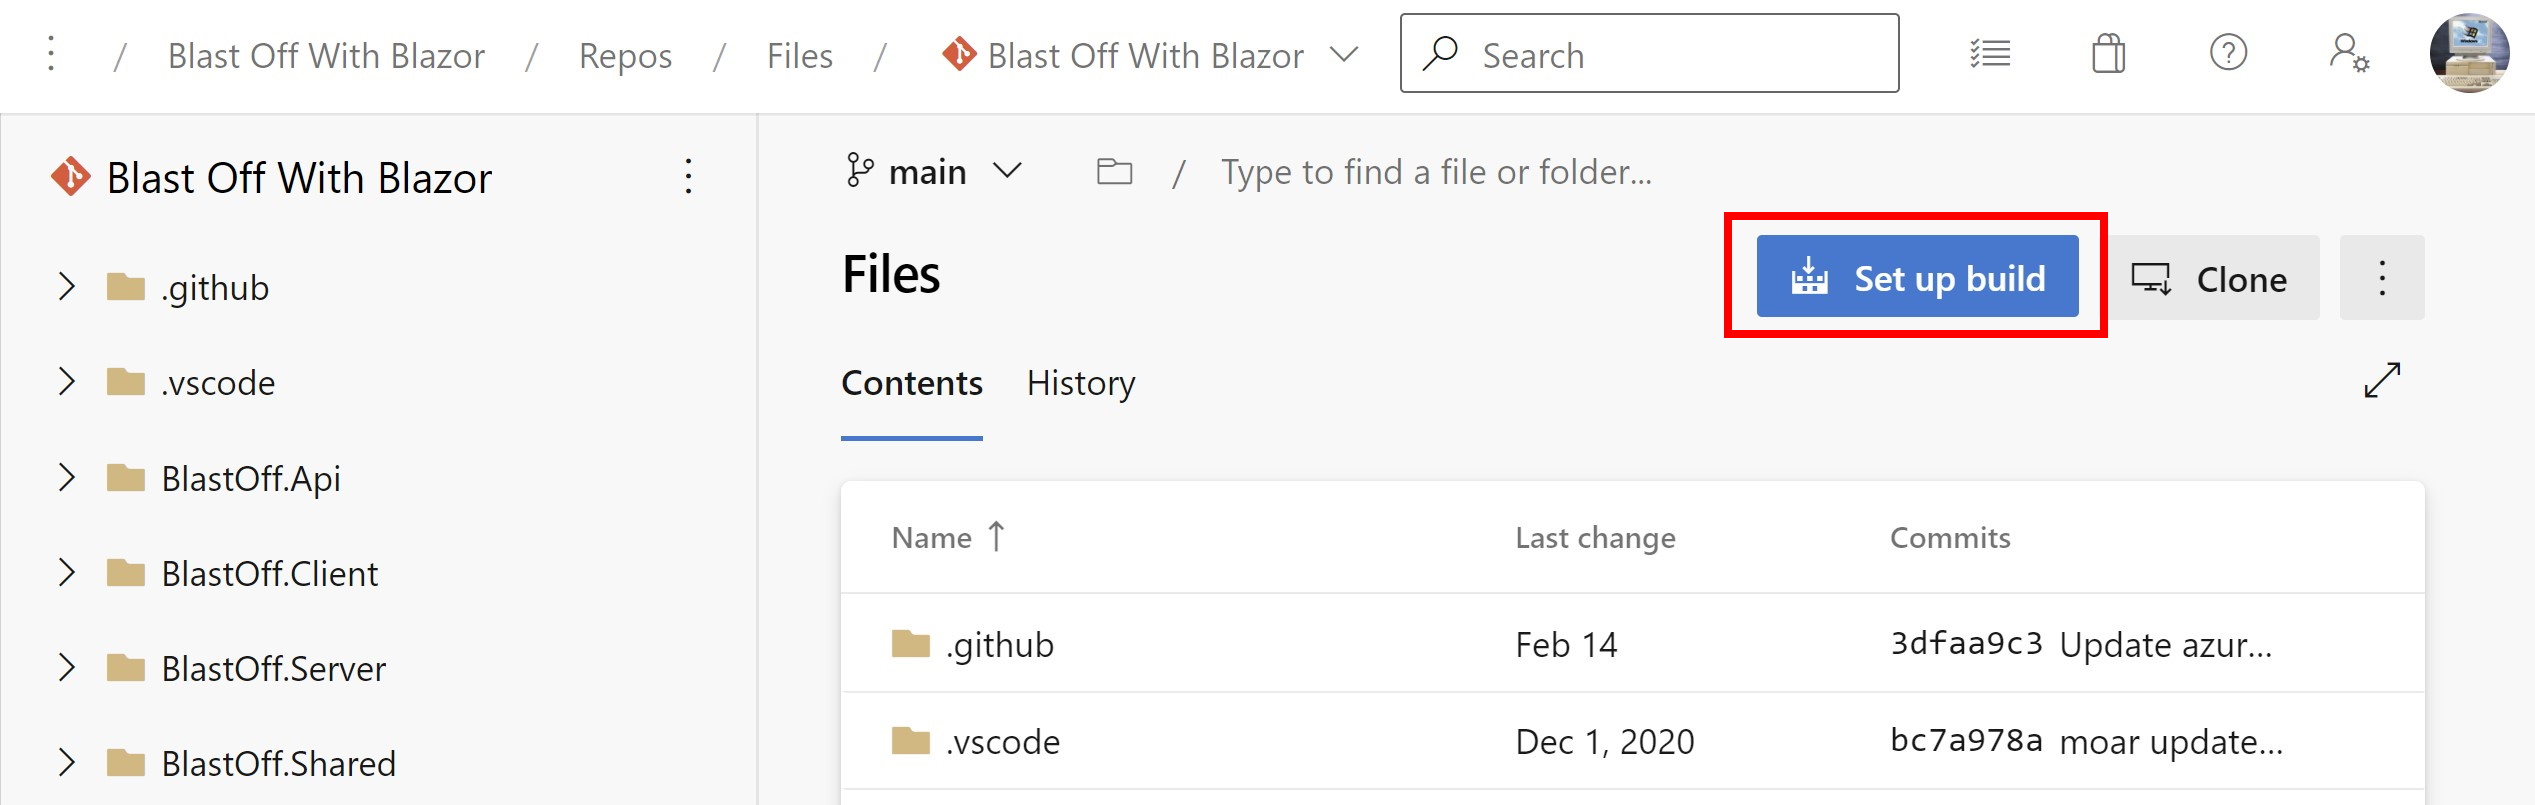 / Blast Off With Blazor / Repos / Files / Blast Off With Blazor Search
Blast Off With Blazor
.github
.vscode
BlastOff.Api
BlastOff.Client
BlastOff.Server
BlastOff.Shared
main / Type to find a file or folder...
Files
Set up build
Clone
Contents History
Name ↑ Last change Commits
.github Feb 14 3dfaa9c3 Update azur...
.vscode Dec 1, 2020 bc7a978a moar update...